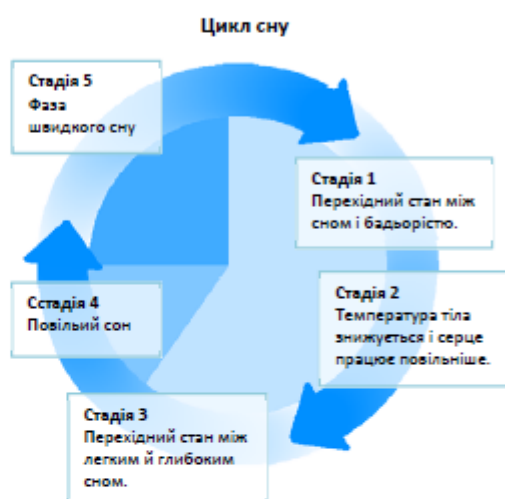 Цикл сну
Стадія 5
Фаза
швидкого сну
Стадія 1
Перехідний стан між
сном і бадьорістю.
Стадія 2
Температура тіла
знижується і серце
працює повільніше.
Сстадія 4
Повільий сон
Стадія 3
Перехідний стан між
легким й глибоким
сном.